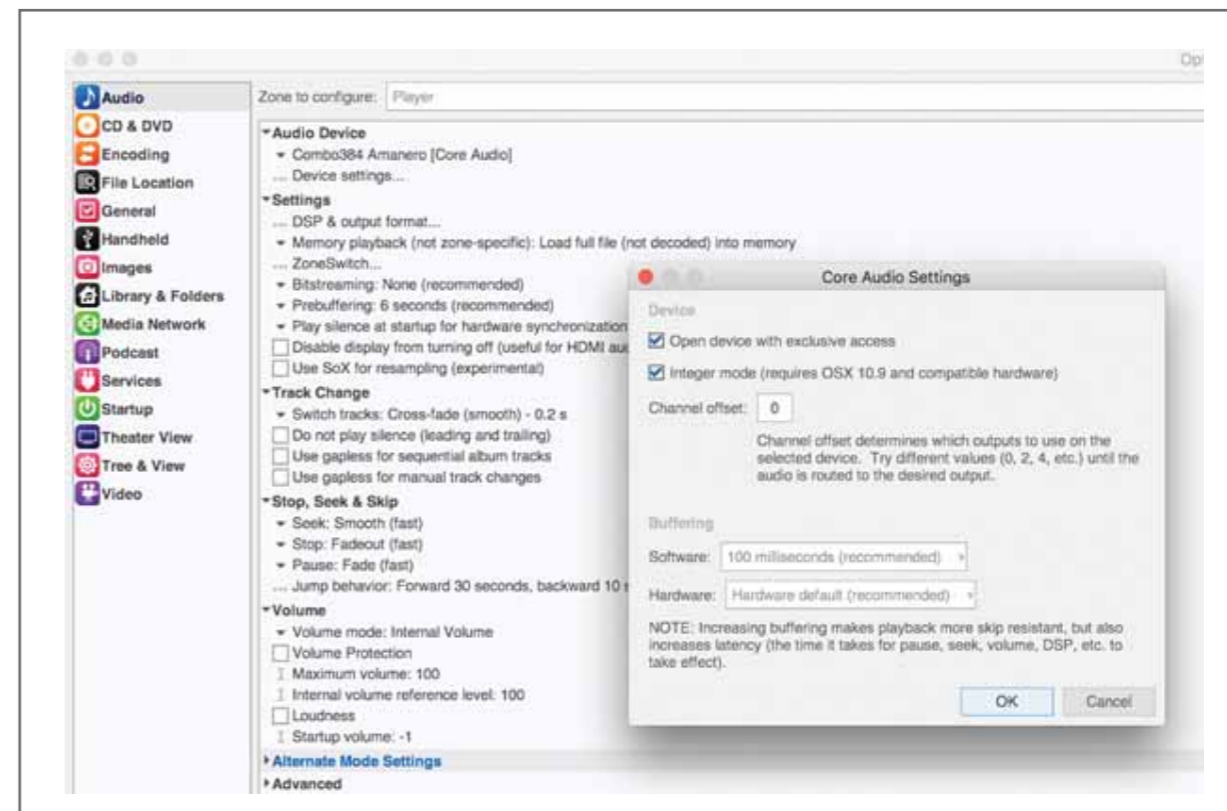 Op
Audio
CD & DVD
Encoding
File Location
General
Handheld
Images
Library & Folders
Media Network
Podcast
Services
Startup
Theater View
Tree & View
Video
Zone to configure: Player
Audio Device
Combo384 Amanero [Core Audio]
... Device settings...
Settings
... DSP & output format...
Memory playback (not zone-specific): Load full file (not decoded) into memory
... ZoneSwitch...
Bitstreaming: None (recommended)
Prebuffering: 6 seconds (recommended)
Play silence at startup for hardware synchronization
Disable display from turning off (useful for HDMI au
Use SoX for resampling (experimental)
Track Change
Switch tracks: Cross-fade (smooth) - 0.2 s
Do not play silence (leading and trailing)
Use gapless for sequential album tracks
Use gapless for manual track changes
Stop, Seek & Skip
Seek: Smooth (fast)
Stop: Fadeout (fast)
Pause: Fade (fast)
... Jump behavior: Forward 30 seconds, backward 10
Volume
Volume mode: Internal Volume
Volume Protection
Maximum volume: 100
Internal volume reference level: 100
Loudness
Startup volume: -1
Alternate Mode Settings
Advanced
Core Audio Settings
Device
Open device with exclusive access
Integer mode (requires OSX 10.9 and compatible hardware)
Channel offset: 0
Channel offset determines which outputs to use on the
selected device. Try different values (0, 2, 4, etc.) until the
audio is routed to the desired output.
Buffering
Software: 100 milliseconds (recommended)
Hardware: Hardware default (recommended)
NOTE: Increasing buffering makes playback more skip resistant, but also
increases latency (the time it takes for pause, seek, volume, DSP, etc. to
take effect).
OK
Cancel